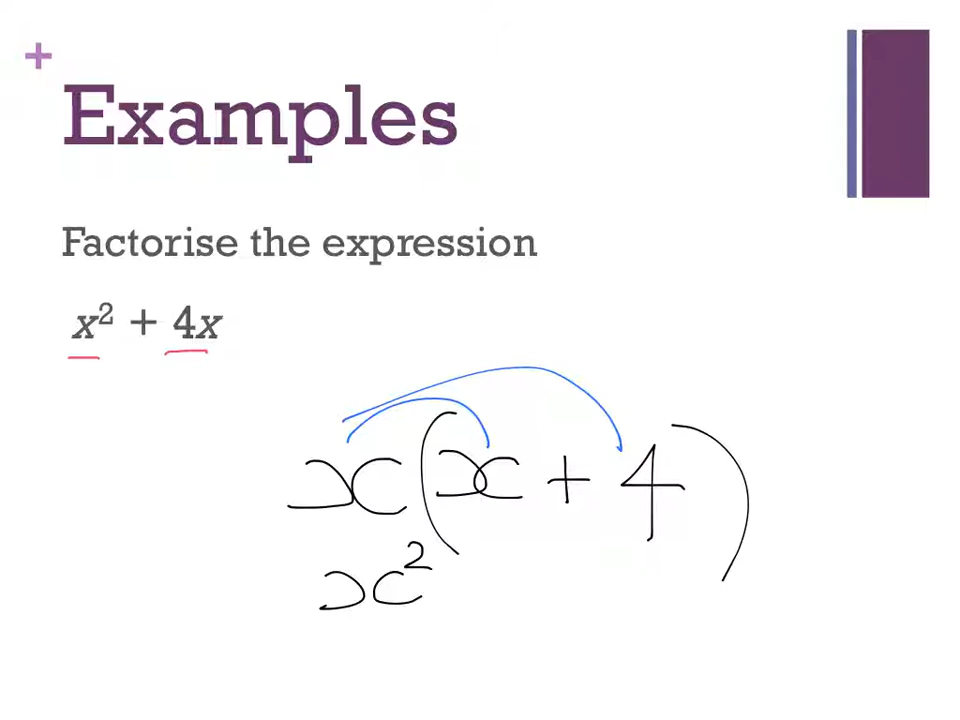 +
Examples
Factorise the expression
x² + 4x
x(x + 4)
x²